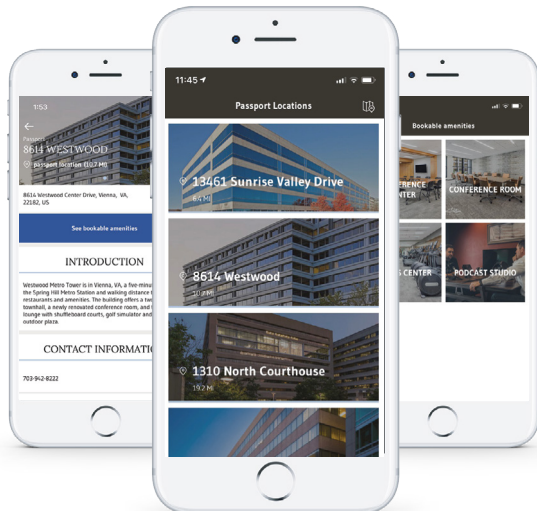 1:53
Passport
8614 WESTWOOD
passport location (10.7 Mi)
8614 Westwood Center Drive, Vienna, VA,
22182, US
See bookable amenities
INTRODUCTION
Westwood Metro Tower is in Vienna, VA, a five-minu
the Spring Hill Metro Station and walking distance
restaurants and amenities. The building offers a tw
townhall, a newly renovated conference room, and
lounge with shuffleboard courts, golf simulator and
outdoor plaza.
CONTACT INFORMATIO
703-942-8222
11:45
Passport Locations
13461 Sunrise Valley Drive
6.4 Mi
8614 Westwood
10.7 Mi
1310 North Courthouse
19.2 Mi
Bookable amenities
ERENCE
NTER
CONFERENCE ROOM
S CENTER
PODCAST STUDIO